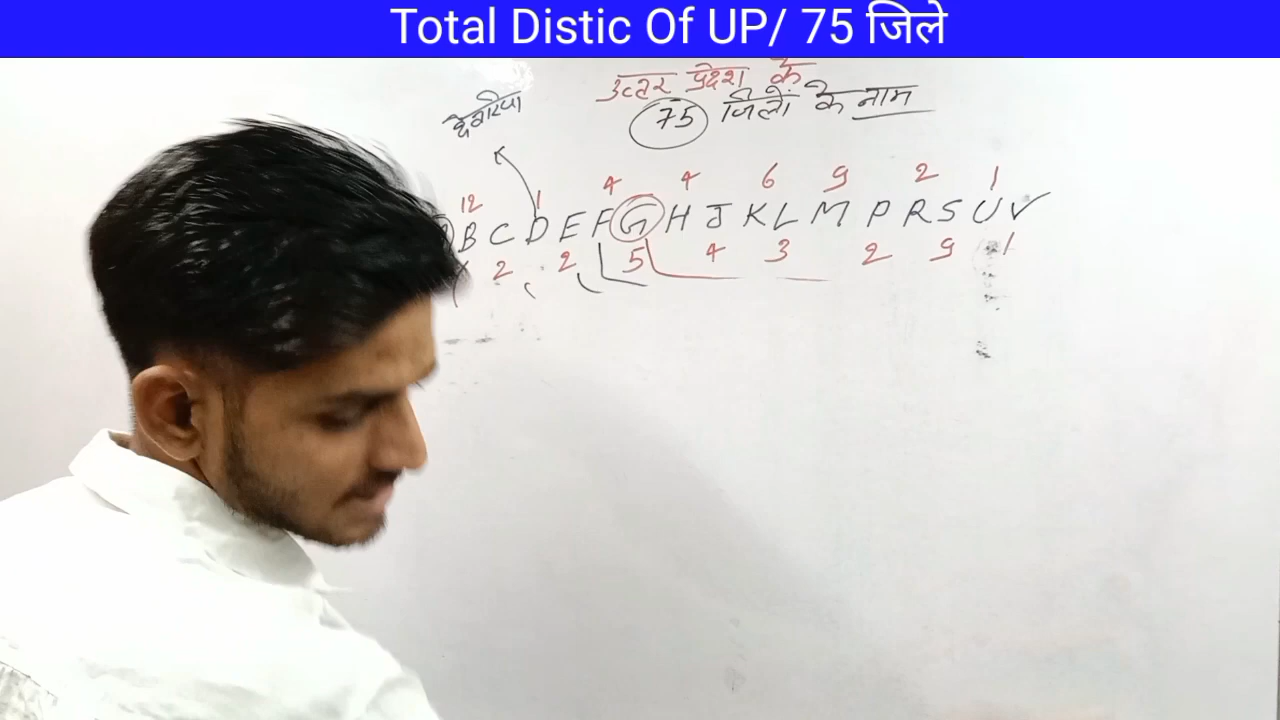 Total Distic Of UP/ 75 जिले
उत्तर प्रदेश के
75 जिलों के नाम
देवरिया
12 1 4 4 6 9 2 1
B C D E F G H J K L M P R S U V
2 2 5 4 3 2 9 1